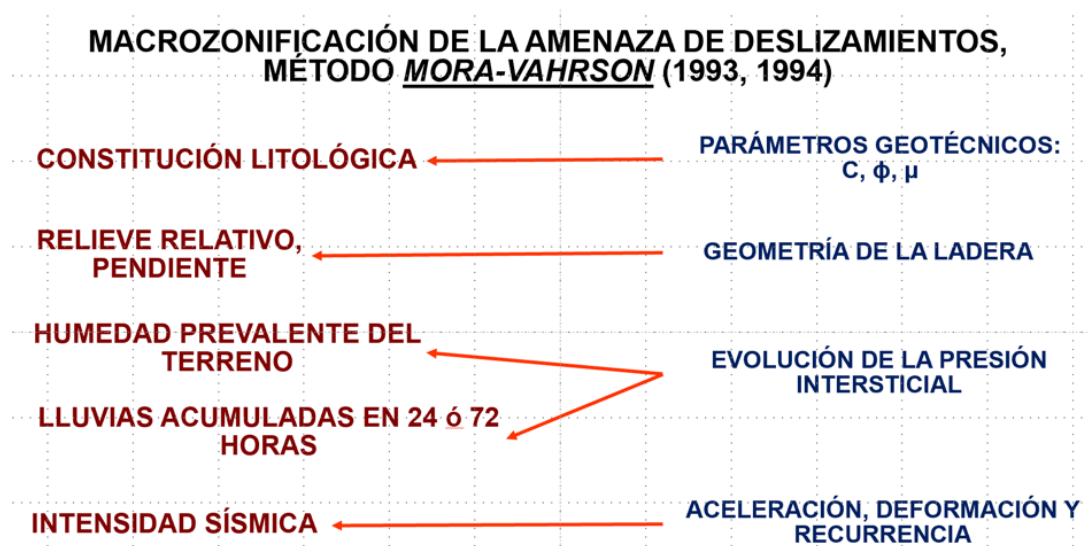 MACROZONIFICACIÓN DE LA AMENAZA DE DESLIZAMIENTOS,
MÉTODO MORA-VAHRSON (1993, 1994)
CONSTITUCIÓN LITOLÓGICA
PARÁMETROS GEOTÉCNICOS:
C, ϕ, µ
RELIEVE RELATIVO,
PENDIENTE
GEOMETRÍA DE LA LADERA
HUMEDAD PREVALENTE DEL
TERRENO
LLUVIAS ACUMULADAS EN 24 ó 72
HORAS
EVOLUCIÓN DE LA PRESIÓN
INTERSTICIAL
INTENSIDAD SÍSMICA
ACELERACIÓN, DEFORMACIÓN Y
RECURRENCIA